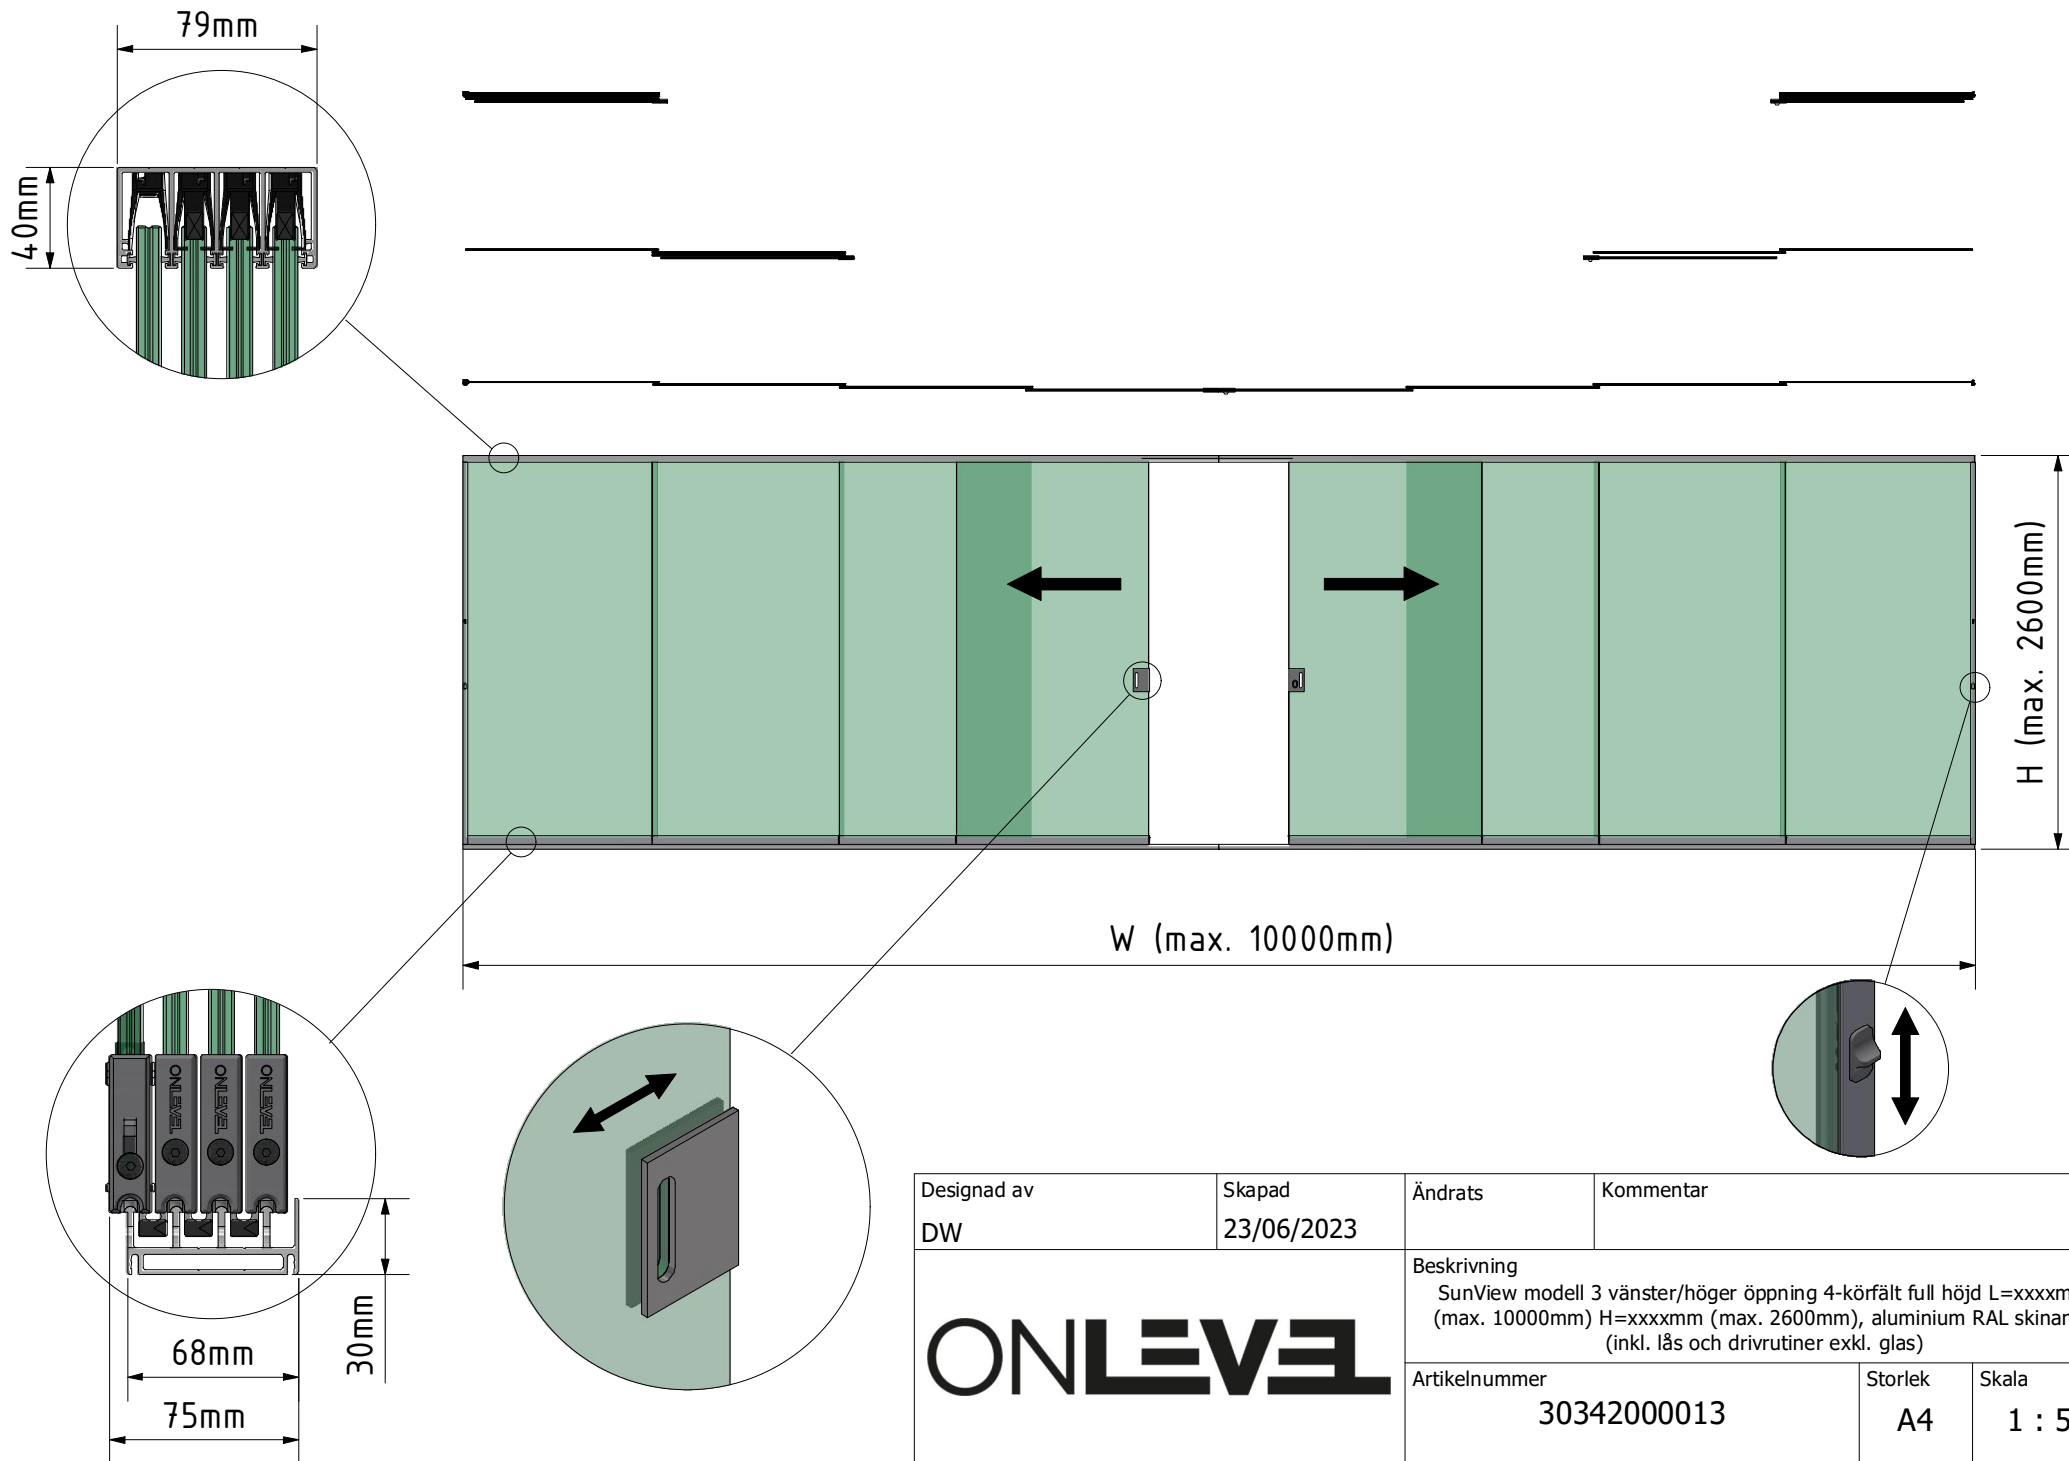 79mm
40mm
H (max. 2600mm)
W (max. 10000mm)
ONLEVEL
ONLEVEL
ONLEVEL
30mm
68mm
75mm
Designad av
DW
Skapad
23/06/2023
Ändrats
Kommentar
ONLEVEL
Beskrivning
SunView modell 3 vänster/höger öppning 4-körfält full höjd L=xxxxm
(max. 10000mm) H=xxxxmm (max. 2600mm), aluminium RAL skinar
(inkl. lås och drivrutiner exkl. glas)
Artikelnummer
30342000013
Storlek
A4
Skala
1 : 5